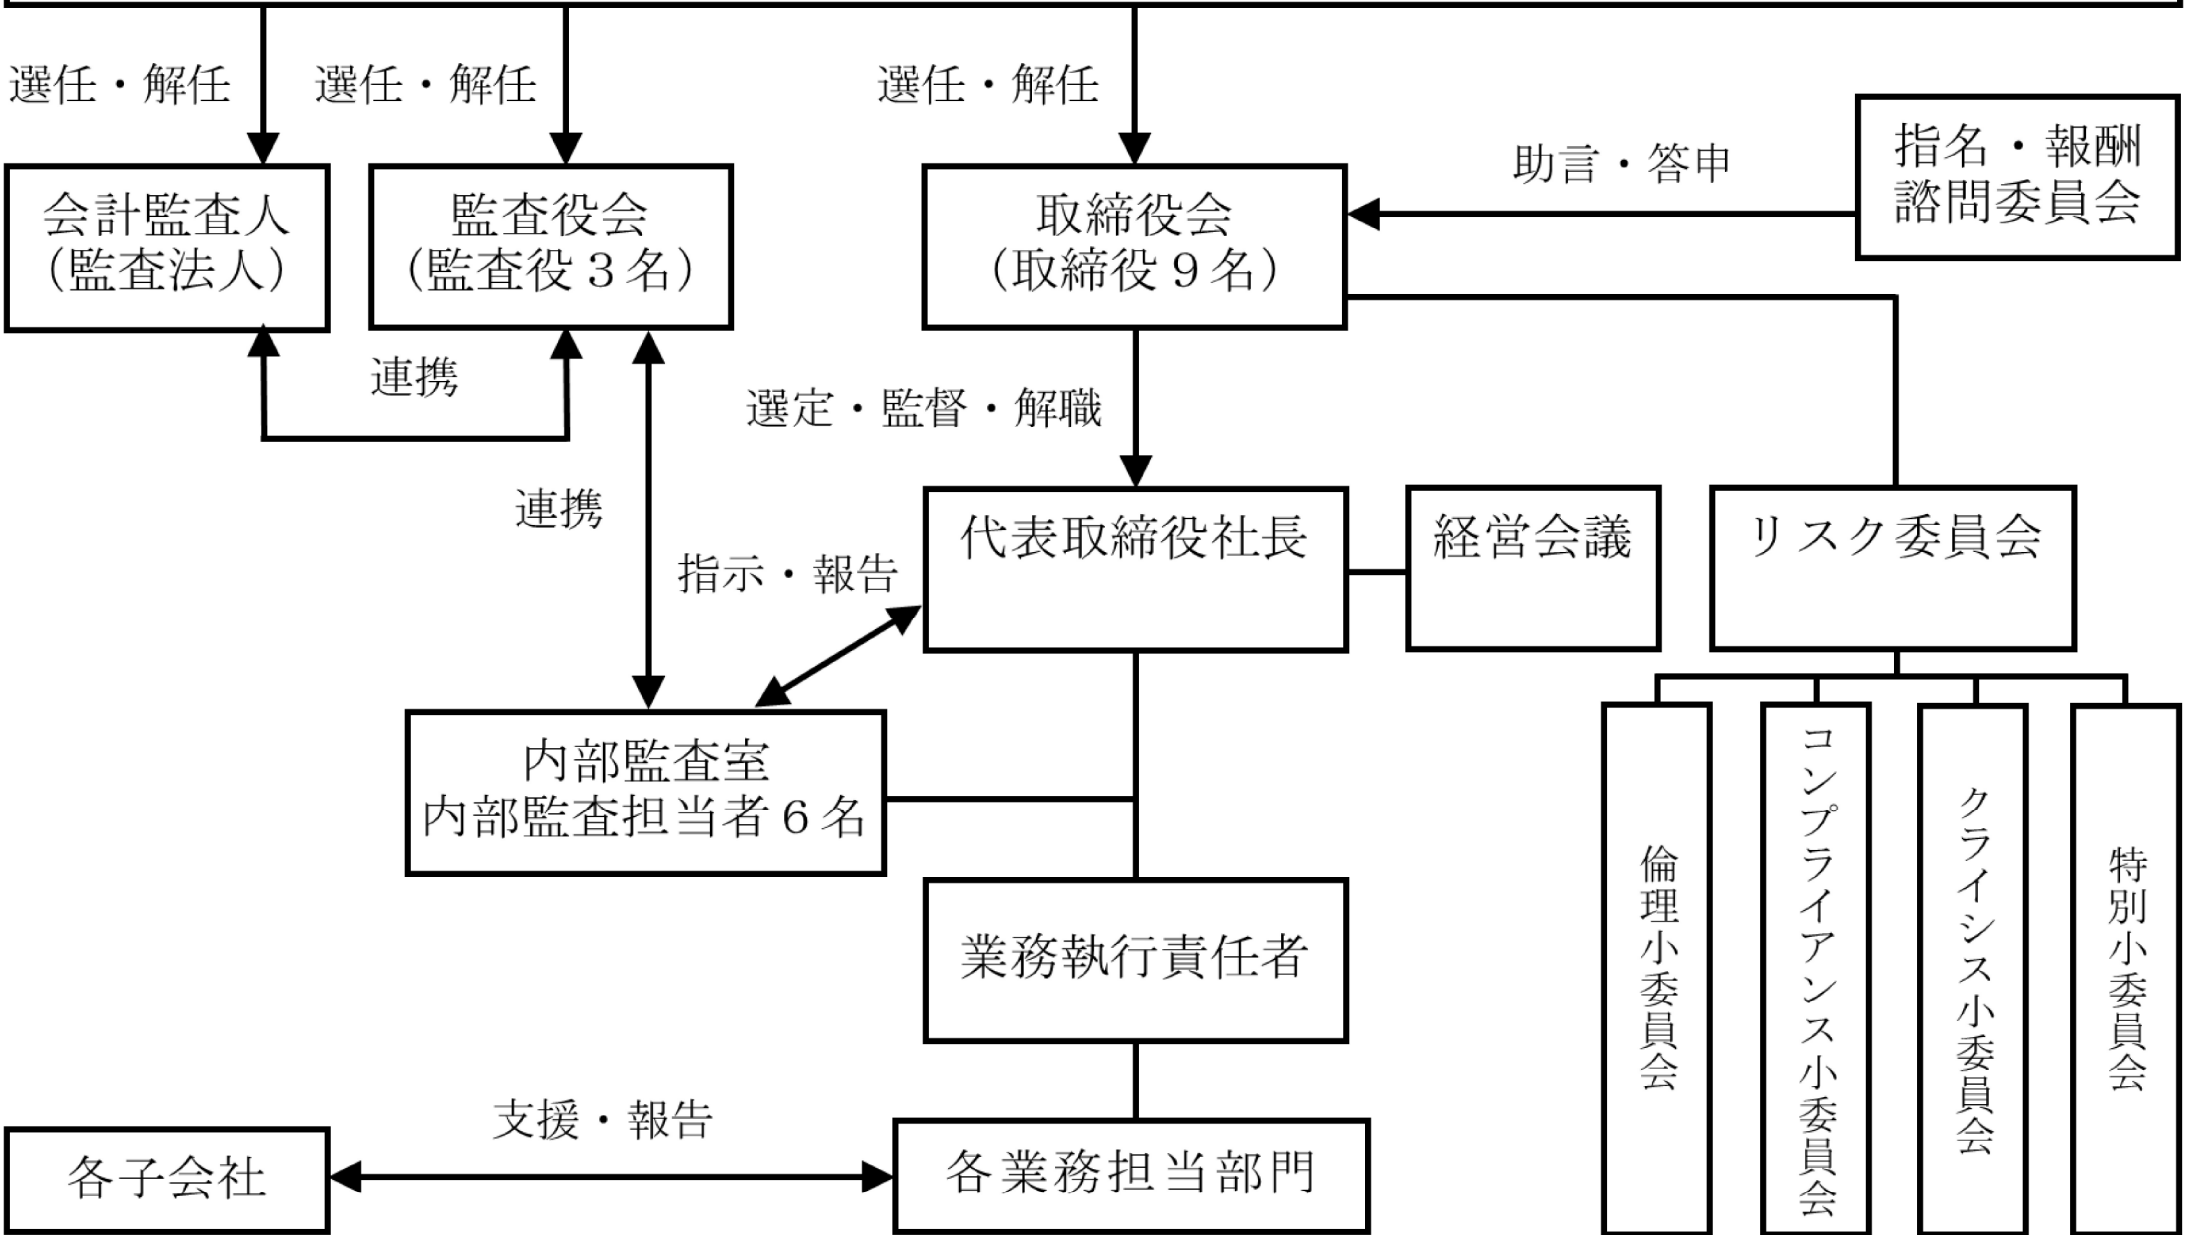 選任・解任
選任・解任
選任・解任
会計監査人
（監査法人）
監査役会
（監査役３名）
取締役会
（取締役９名）
助言・答申
指名・報酬
諮問委員会
連携
選定・監督・解職
連携
指示・報告
代表取締役社長
経営会議
リスク委員会
内部監査室
内部監査担当者６名
倫理小委員会
コンプライアンス小委員会
クライシス小委員会
特別小委員会
業務執行責任者
支援・報告
各子会社
各業務担当部門